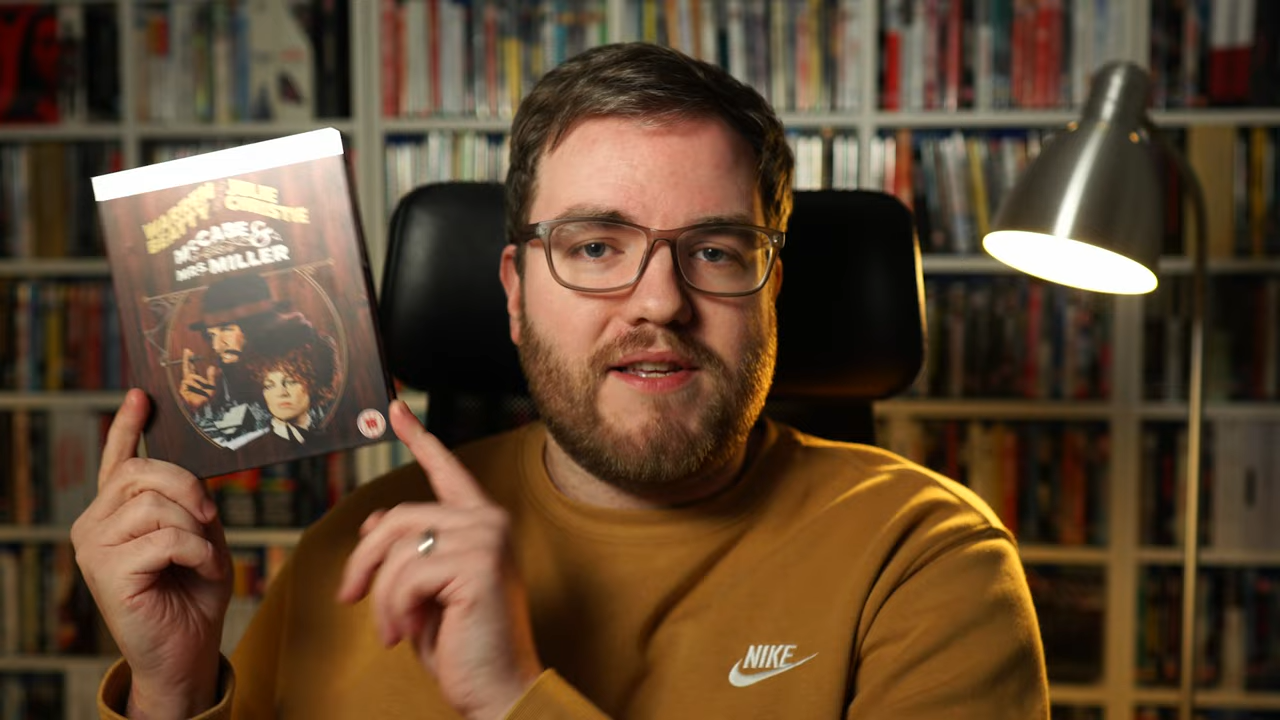 WARREN JULIE
BEATTY CHRISTIE
McCABE &
MRS. MILLER
NIKE